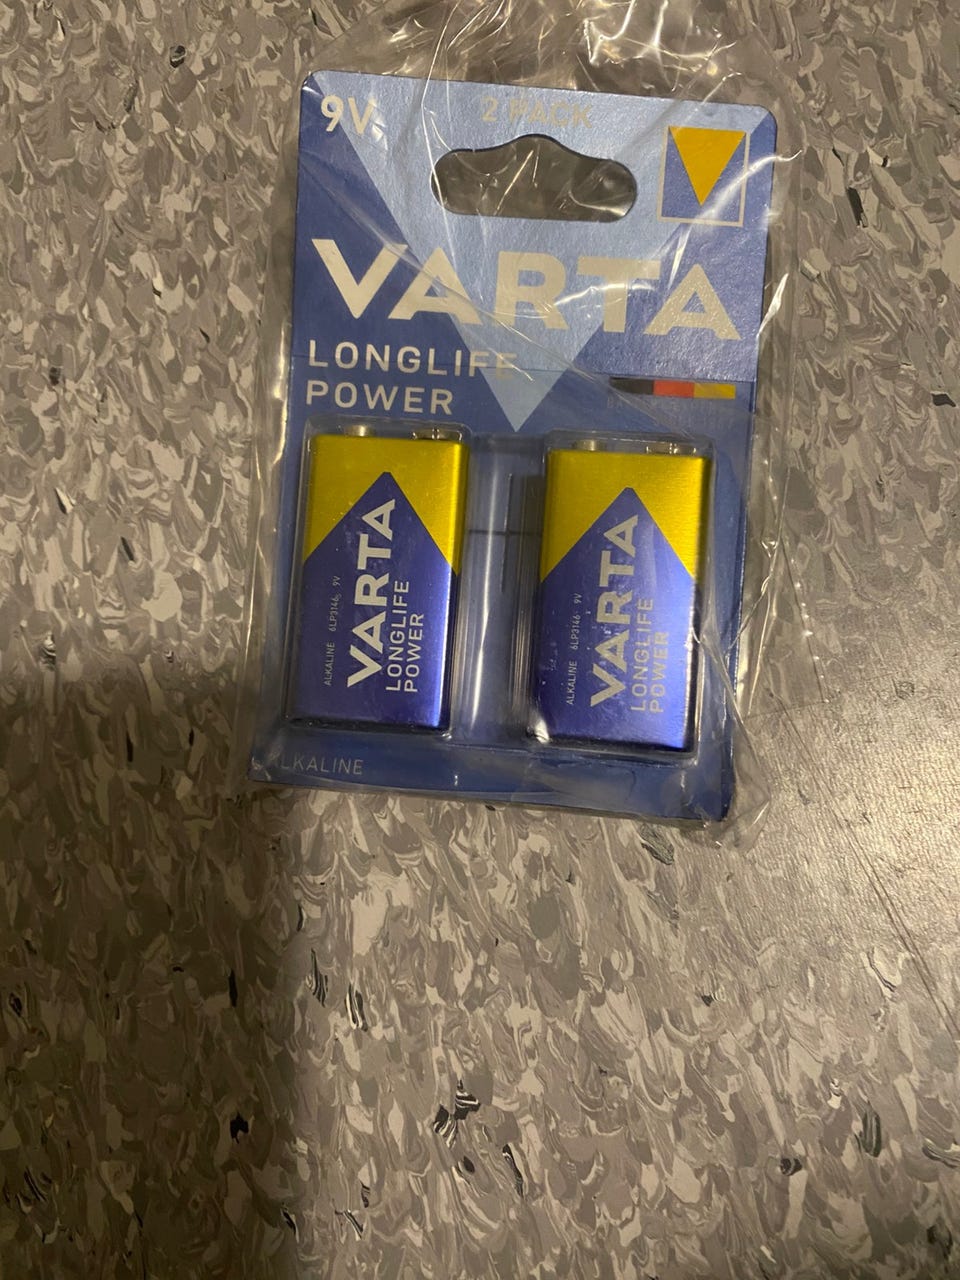 9V
2 PACK
VARTA
LONGLIFE
POWER
VARTA
LONGLIFE
POWER
ALKALINE 6LP3146 9V
VARTA
LONGLIFE
POWER
ALKALINE 6LP3146 9V
ALKALINE